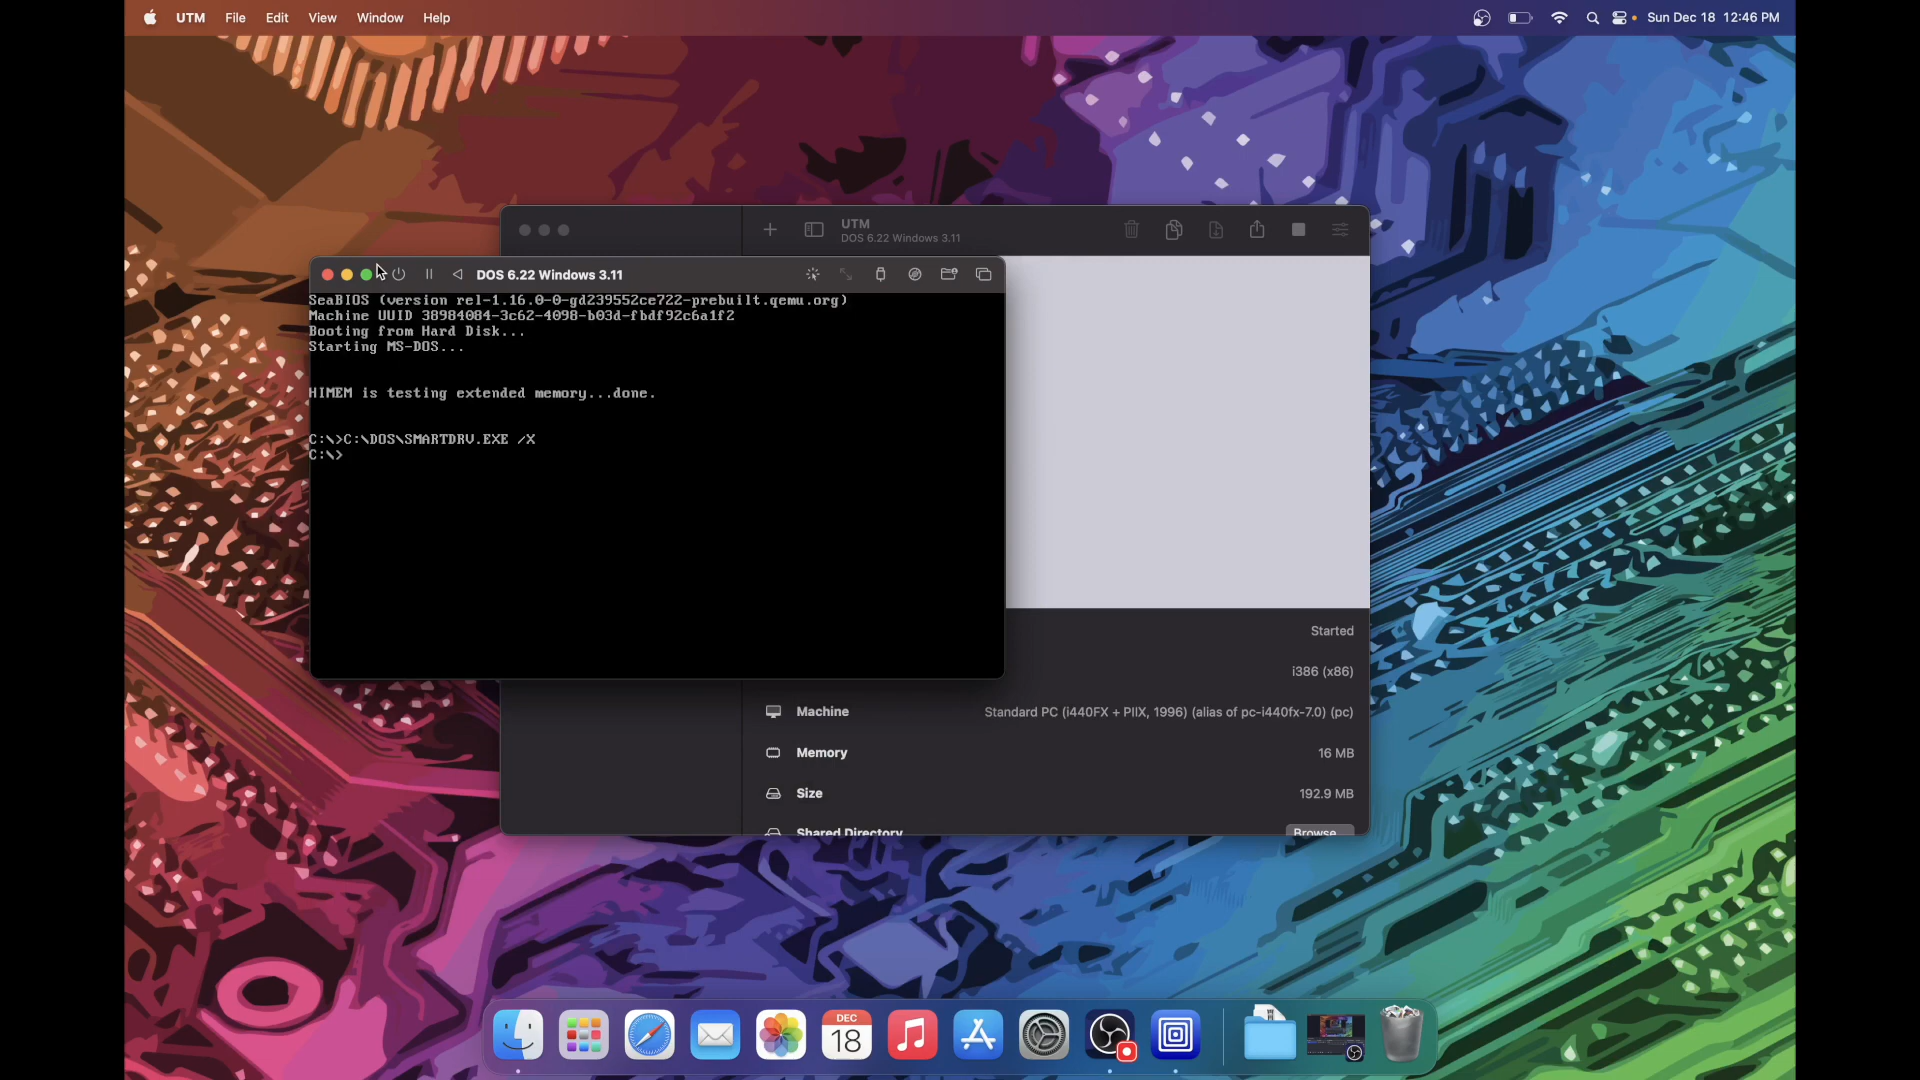 UTM File Edit View Window Help
Sun Dec 18 12:46 PM
UTM
DOS 6.22 Windows 3.11
DOS 6.22 Windows 3.11
SeaBIOS (version rel-1.16.0-0-gd239552ce722-prebuilt.qemu.org)
Machine UUID 38984084-3c62-4098-b03d-fbdf92c6a1f2
Booting from Hard Disk...
Starting MS-DOS...
HIMEM is testing extended memory...done.
C:\>C:\DOS\SMARTDRV.EXE /X
C:\>
Started
i386 (x86)
Machine Standard PC (i440FX + PIIX, 1996) (alias of pc-i440fx-7.0) (pc)
Memory 16 MB
Size 192.9 MB
Shared Directory Browse...
DEC
18